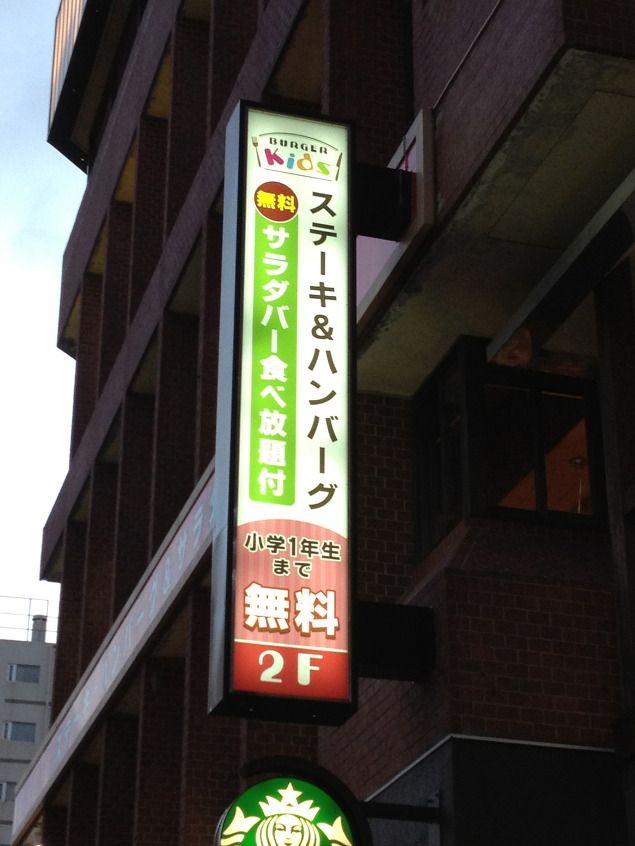 BURGER
Kids
ステーキ&ハンバーグ
無料
サラダバー食べ放題付
小学1年生
まで
無料
2F